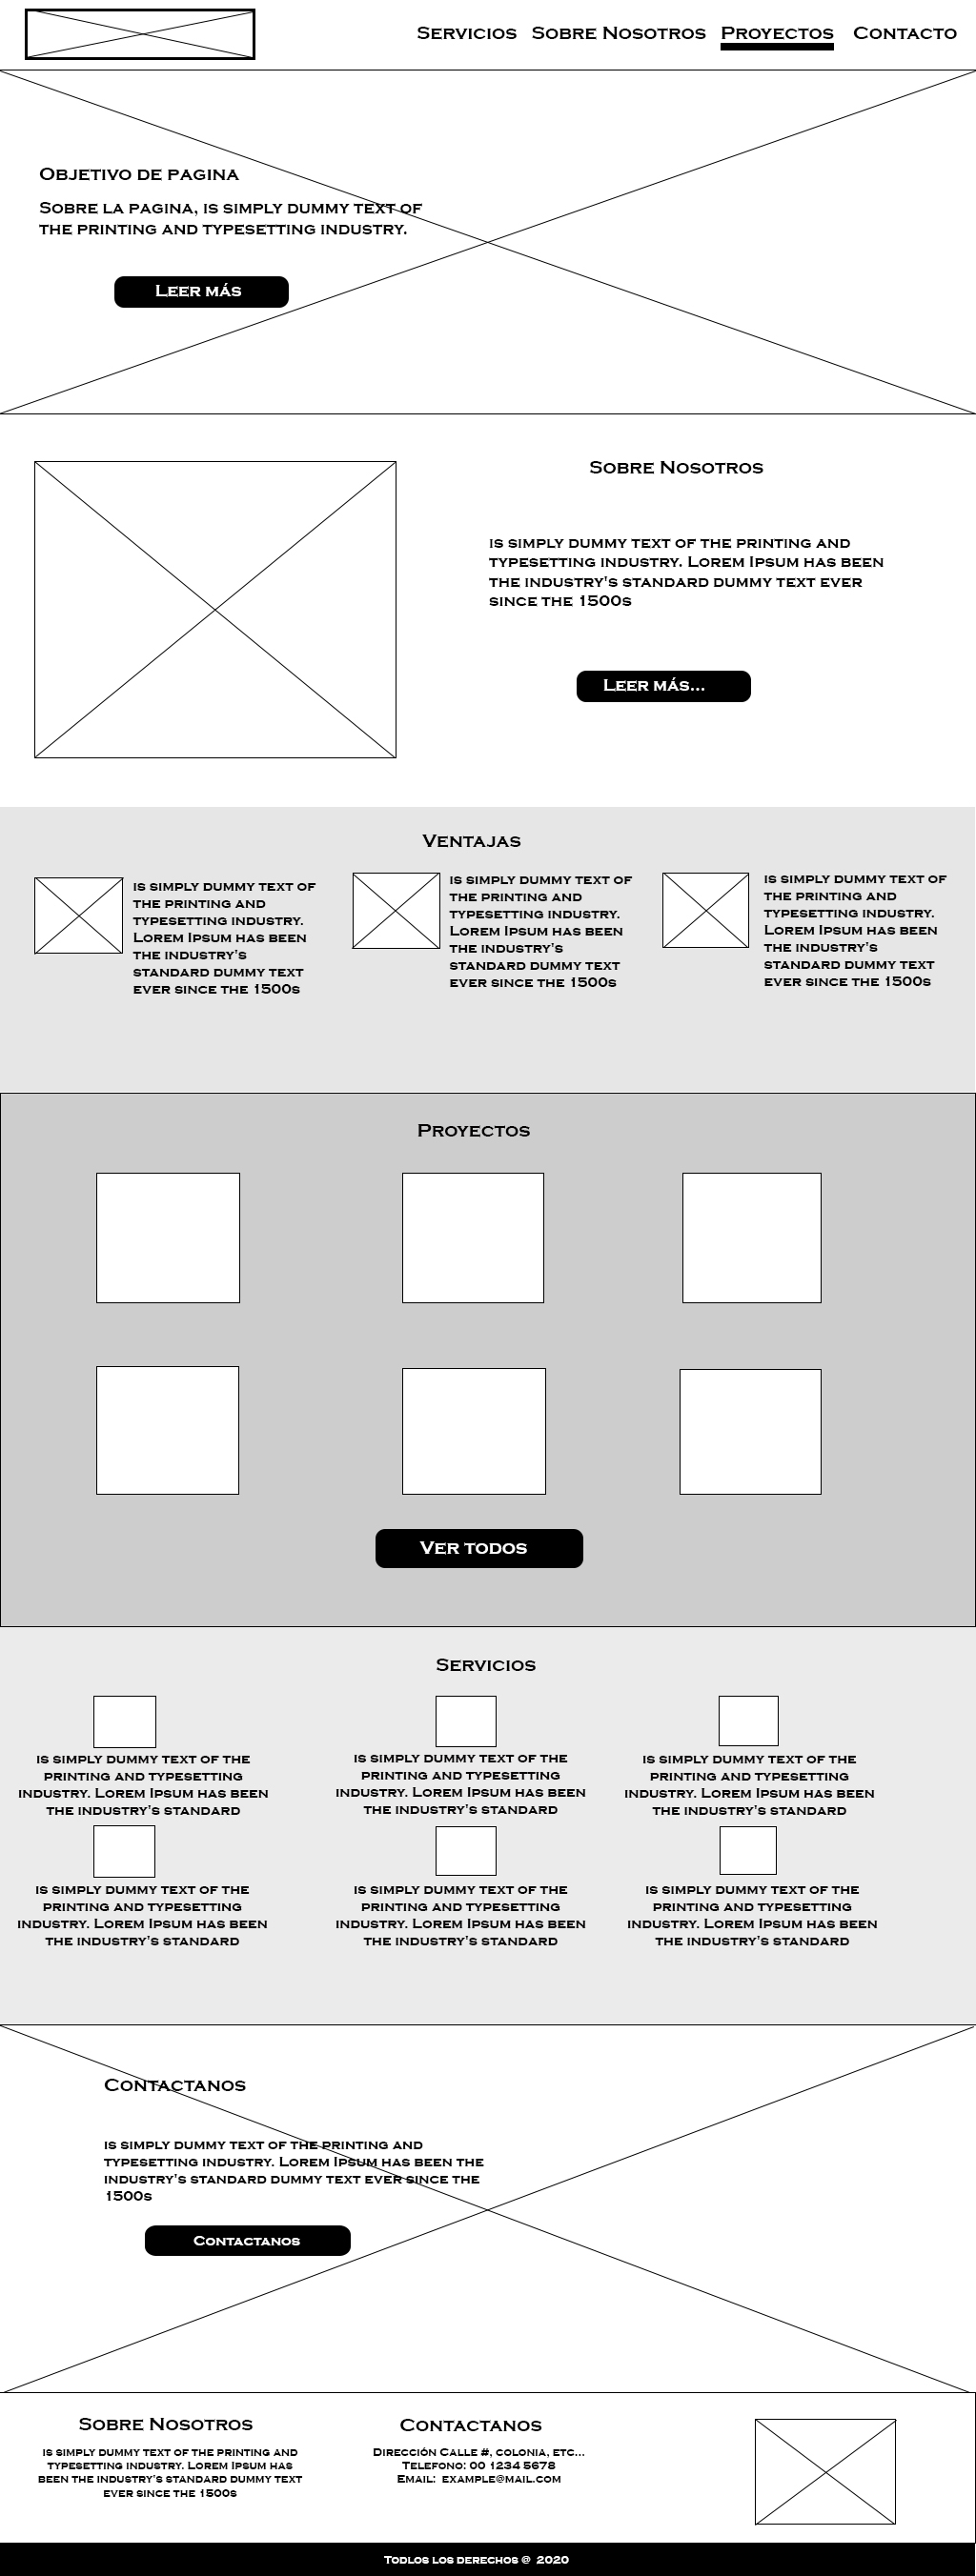 Servicios Sobre Nosotros Proyectos Contacto
Objetivo de pagina
Sobre la pagina, is simply dummy text of
the printing and typesetting industry.
Leer más
Sobre Nosotros
is simply dummy text of the printing and
typesetting industry. Lorem Ipsum has been
the industry's standard dummy text ever
since the 1500s
Leer más...
Ventajas
is simply dummy text of
the printing and
typesetting industry.
Lorem Ipsum has been
the industry's
standard dummy text
ever since the 1500s
is simply dummy text of
the printing and
typesetting industry.
Lorem Ipsum has been
the industry's
standard dummy text
ever since the 1500s
is simply dummy text of
the printing and
typesetting industry.
Lorem Ipsum has been
the industry's
standard dummy text
ever since the 1500s
Proyectos
Ver todos
Servicios
is simply dummy text of the
printing and typesetting
industry. Lorem Ipsum has been
the industry's standard
is simply dummy text of the
printing and typesetting
industry. Lorem Ipsum has been
the industry's standard
is simply dummy text of the
printing and typesetting
industry. Lorem Ipsum has been
the industry's standard
is simply dummy text of the
printing and typesetting
industry. Lorem Ipsum has been
the industry's standard
is simply dummy text of the
printing and typesetting
industry. Lorem Ipsum has been
the industry's standard
is simply dummy text of the
printing and typesetting
industry. Lorem Ipsum has been
the industry's standard
Contactanos
is simply dummy text of the printing and
typesetting industry. Lorem Ipsum has been the
industry's standard dummy text ever since the
1500s
Contactanos
Sobre Nosotros
is simply dummy text of the printing and
typesetting industry. Lorem Ipsum has
been the industry's standard dummy text
ever since the 1500s
Contactanos
Dirección Calle #, colonia, etc...
Telefono: 00 1234 5678
Email: example@mail.com
Todlos los derechos @ 2020